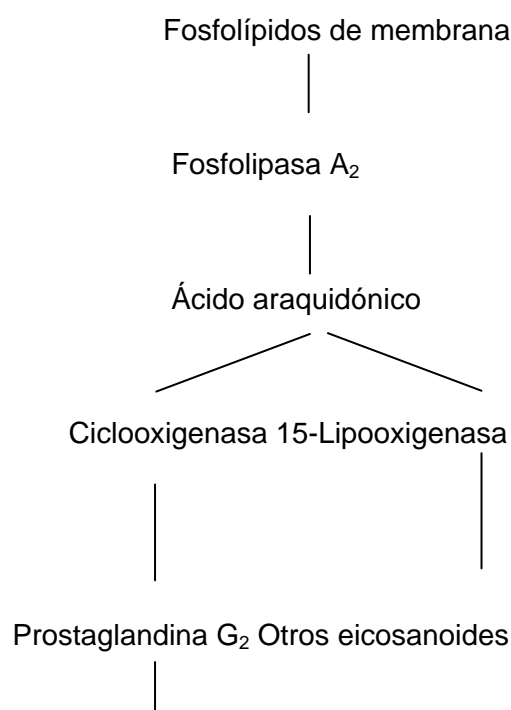 Fosfolípidos de membrana
Fosfolipasa A₂
Ácido araquidónico
Ciclooxigenasa 15-Lipooxigenasa
Prostaglandina G₂ Otros eicosanoides